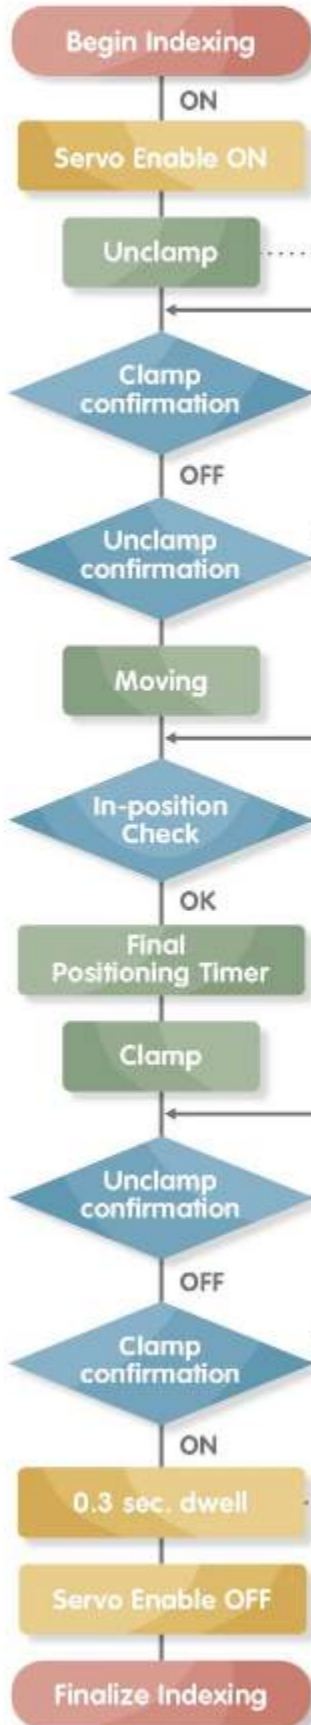 Begin Indexing
ON
Servo Enable ON
Unclamp
Clamp
confirmation
OFF
Unclamp
confirmation
Moving
In-position
Check
OK
Final
Positioning Timer
Clamp
Unclamp
confirmation
OFF
Clamp
confirmation
ON
0.3 sec. dwell
Servo Enable OFF
Finalize Indexing